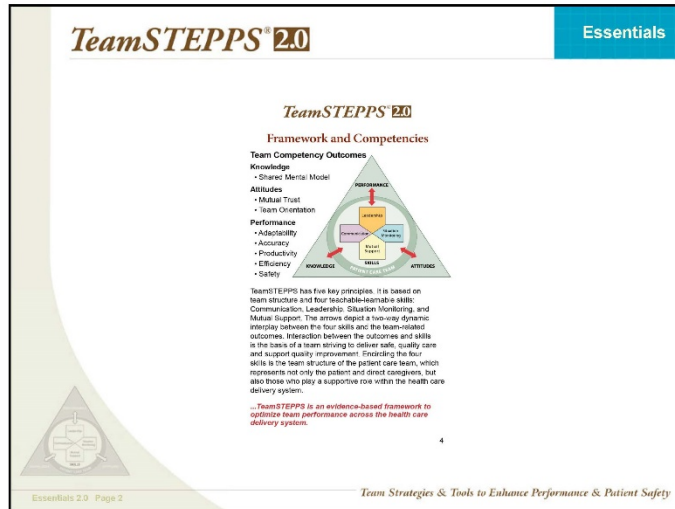 TeamSTEPPS® 2.0
Essentials
TeamSTEPPS® 2.0
Framework and Competencies
Team Competency Outcomes
Knowledge
• Shared Mental Model
Attitudes
• Mutual Trust
• Team Orientation
Performance
• Adaptability
• Accuracy
• Productivity
• Efficiency
• Safety
PERFORMANCE
Leadership
Communication
Situation
Monitoring
Mutual
Support
SKILLS
KNOWLEDGE
ATTITUDES
PATIENT CARE TEAM
TeamSTEPPS has five key principles. It is based on
team structure and four teachable-learnable skills:
Communication, Leadership, Situation Monitoring, and
Mutual Support. The arrows depict a two-way dynamic
interplay between the four skills and the team-related
outcomes. Interaction between the outcomes and skills
is the basis of a team striving to deliver safe, quality care
and support quality improvement. Encircling the four
skills is the team structure of the patient care team, which
represents not only the patient and direct caregivers, but
also those who play a supportive role within the health care
delivery system.
...TeamSTEPPS is an evidence-based framework to
optimize team performance across the health care
delivery system.
4
SKILLS
Essentials 2.0 Page 2
Team Strategies & Tools to Enhance Performance & Patient Safety